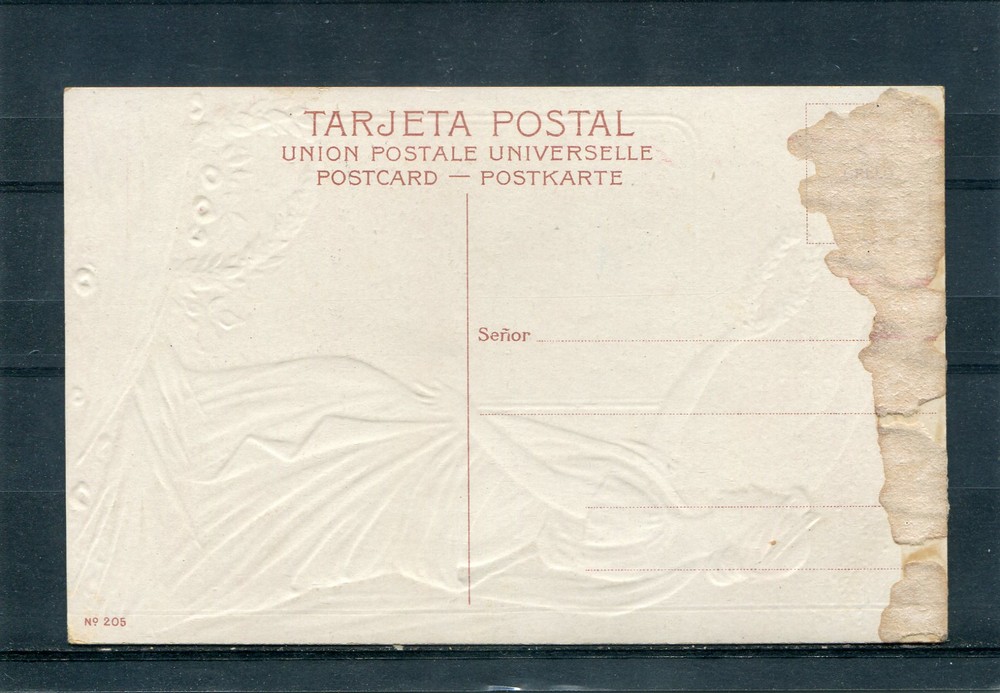 TARJETA POSTAL
UNION POSTALE UNIVERSELLE
POSTCARD — POSTKARTE
Señor
Nº 205